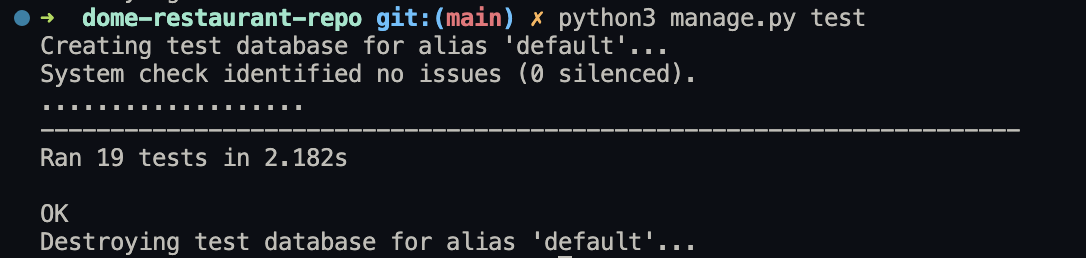 ➜ dome-restaurant-repo git:(main) ✗ python3 manage.py test
Creating test database for alias 'default'...
System check identified no issues (0 silenced).
...................
----------------------------------------------------------------------
Ran 19 tests in 2.182s
OK
Destroying test database for alias 'default'...